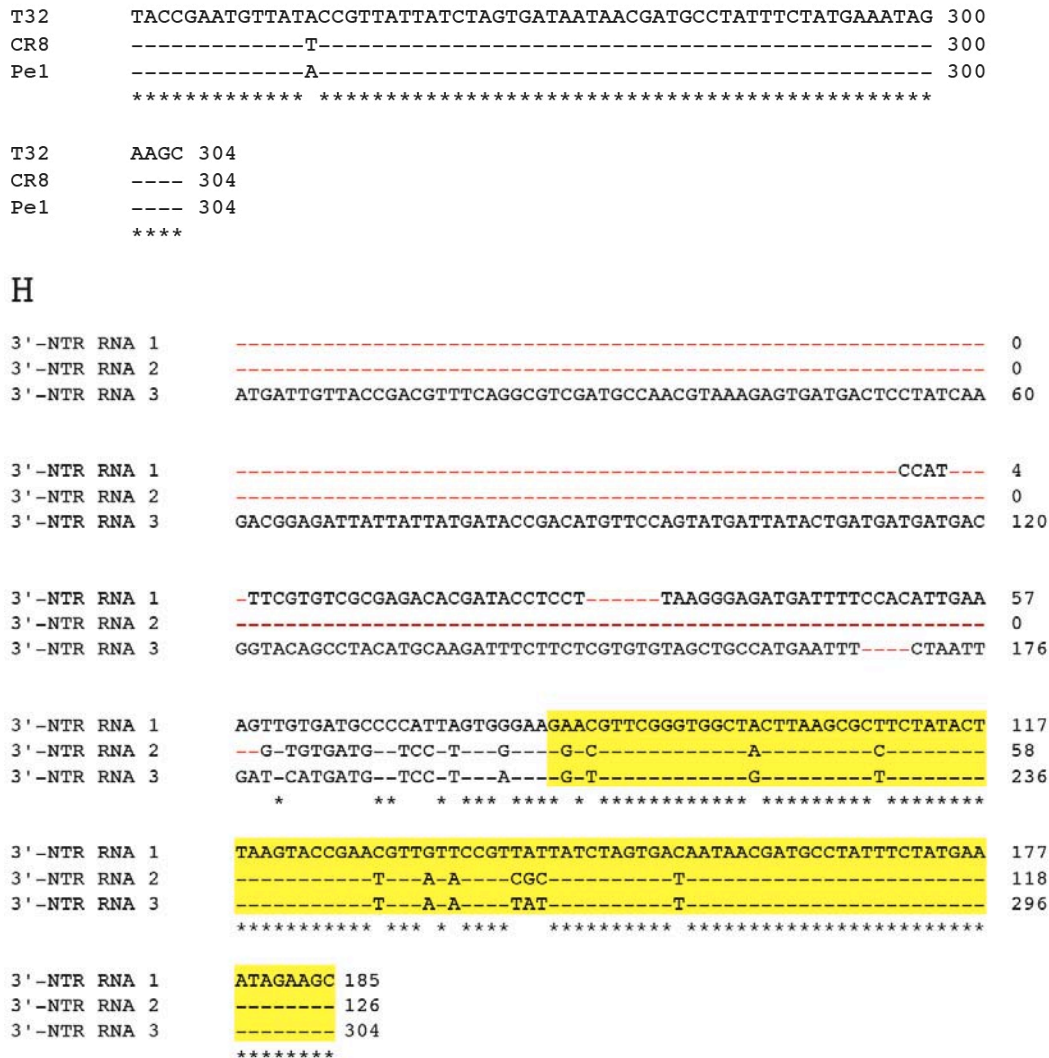 T32 TACCGAATGTTATACCGTTATTATCTAGTGATAATAACGATGCCTATTTCTATGAAATAG 300
CR8 -------------T---------------------------------------------- 300
Pe1 -------------A---------------------------------------------- 300
************* **********************************************
T32 AAGC 304
CR8 ---- 304
Pe1 ---- 304
****
H
3'-NTR RNA 1 ------------------------------------------------------------ 0
3'-NTR RNA 2 ------------------------------------------------------------ 0
3'-NTR RNA 3 ATGATTGTTACCGACGTTTCAGGCGTCGATGCCAACGTAAAGAGTGATGACTCCTATCAA 60
3'-NTR RNA 1 -----------------------------------------------------CCAT--- 4
3'-NTR RNA 2 ------------------------------------------------------------ 0
3'-NTR RNA 3 GACGGAGATTATTATTATGATACCGACATGTTCCAGTATGATTATACTGATGATGATGAC 120
3'-NTR RNA 1 -TTCGTGTCGCGAGACACGATACCTCCT------TAAGGGAGATGATTTTCCACATTGAA 57
3'-NTR RNA 2 ------------------------------------------------------------ 0
3'-NTR RNA 3 GGTACAGCCTACATGCAAGATTTCTTCTCGTGTGTAGCTGCCATGAATTT----CTAATT 176
3'-NTR RNA 1 AGTTGTGATGCCCCATTAGTGGGAAGAACGTTCGGGTGGCTACTTAAGCGCTTCTATACT 117
3'-NTR RNA 2 --G-TGTGATG--TCC-T---G----G-C------------A---------C-------- 58
3'-NTR RNA 3 GAT-CATGATG--TCC-T---A----G-T------------G---------T-------- 236
*       **   * *** **** * ************ ********* ********
3'-NTR RNA 1 TAAGTACCGAACGTTGTTCCGTTATTATCTAGTGACAATAACGATGCCTATTTCTATGAA 177
3'-NTR RNA 2 -----------T---A-A----CGC----------T------------------------ 118
3'-NTR RNA 3 -----------T---A-A----TAT----------T------------------------ 296
*********** *** * ****   ********** ************************
3'-NTR RNA 1 ATAGAAGC 185
3'-NTR RNA 2 -------- 126
3'-NTR RNA 3 -------- 304
********